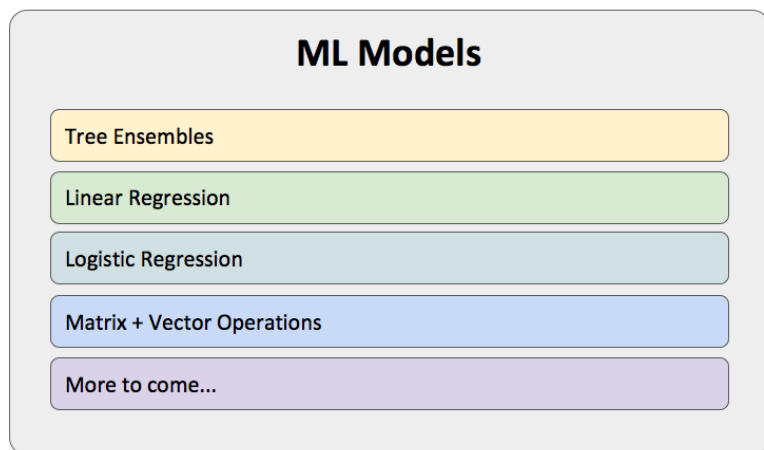 ML Models
Tree Ensembles
Linear Regression
Logistic Regression
Matrix + Vector Operations
More to come...